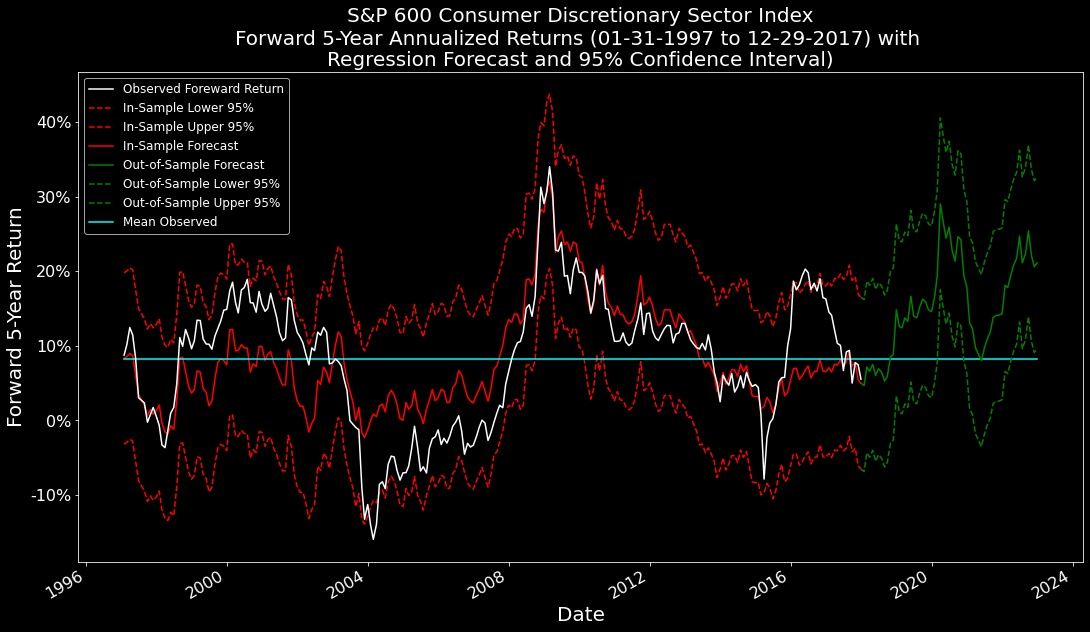 S&P 600 Consumer Discretionary Sector Index
Forward 5-Year Annualized Returns (01-31-1997 to 12-29-2017) with
Regression Forecast and 95% Confidence Interval)
Observed Foreward Return
In-Sample Lower 95%
In-Sample Upper 95%
In-Sample Forecast
Out-of-Sample Forecast
Out-of-Sample Lower 95%
Out-of-Sample Upper 95%
Mean Observed
Forward 5-Year Return
40%
30%
20%
10%
0%
-10%
1996
2000
2004
2008
2012
2016
2020
2024
Date